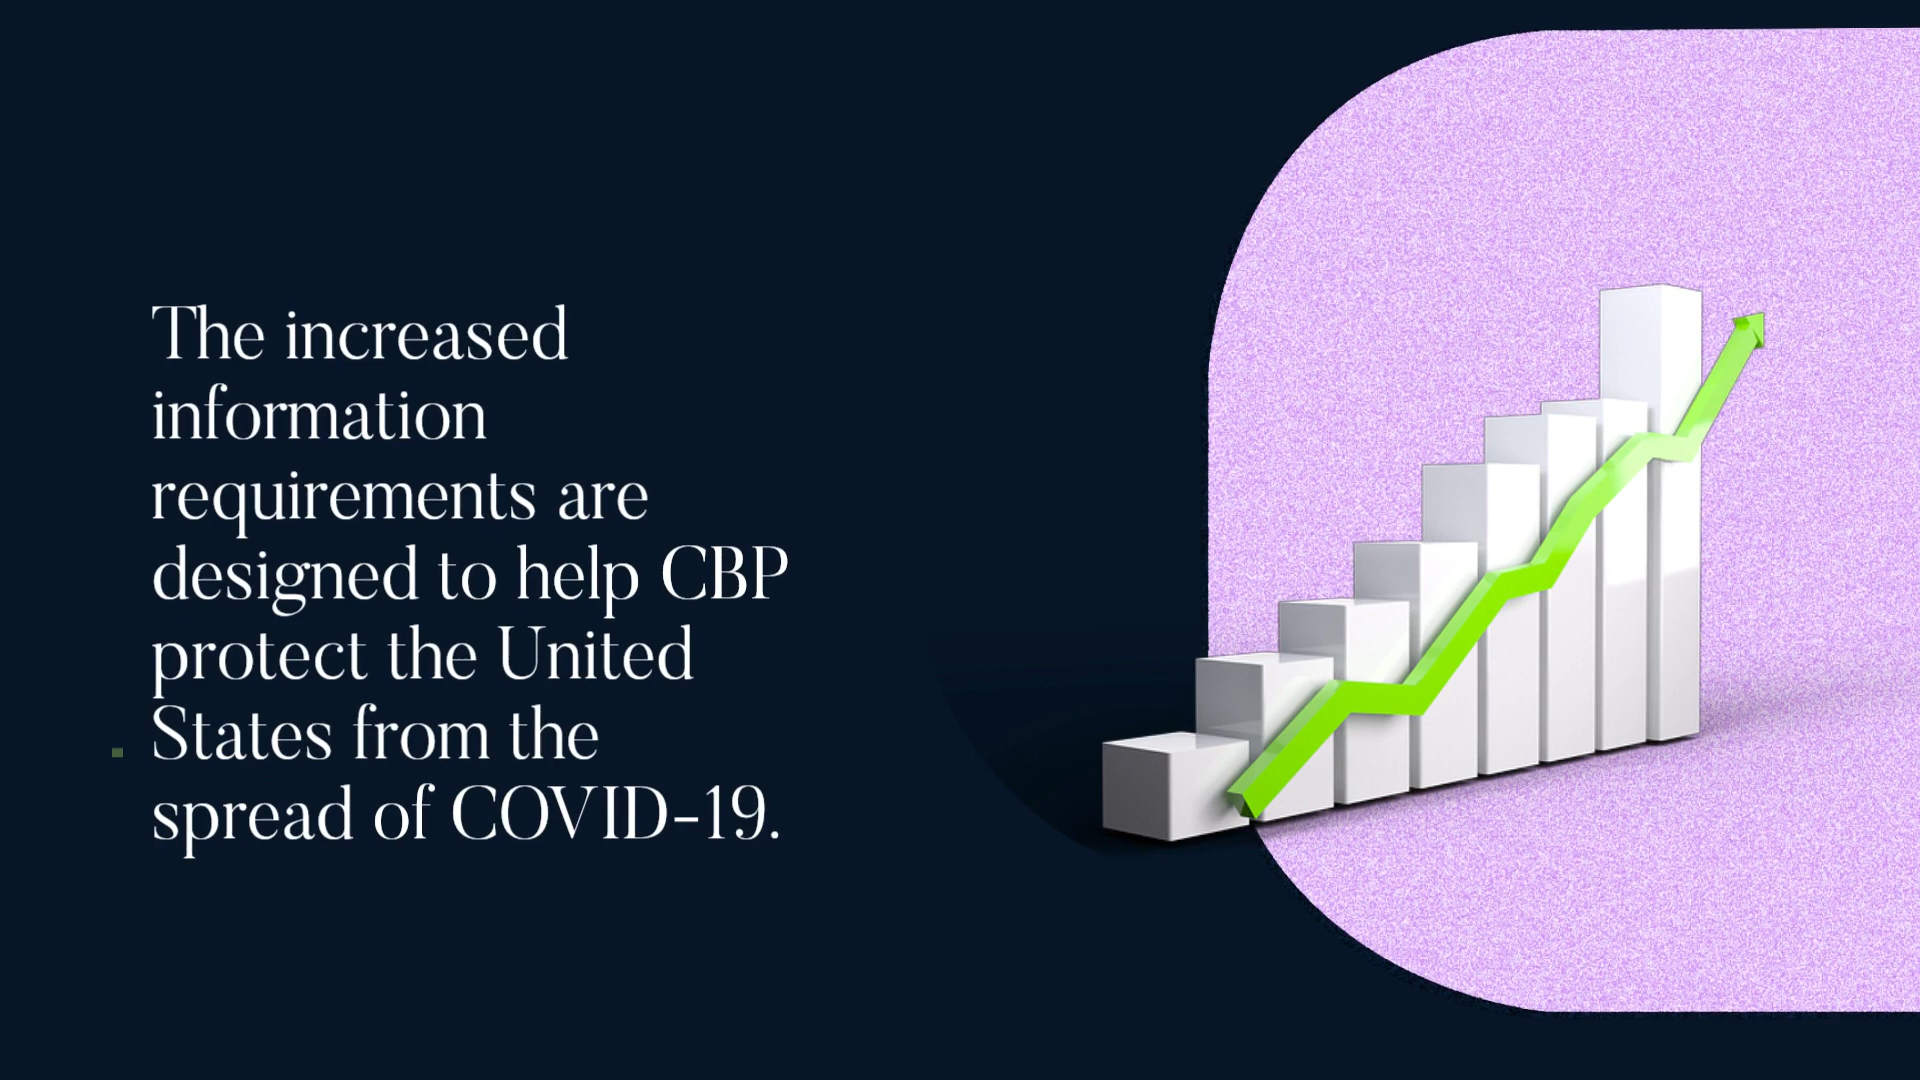 The increased
information
requirements are
designed to help CBP
protect the United
States from the
spread of COVID-19.